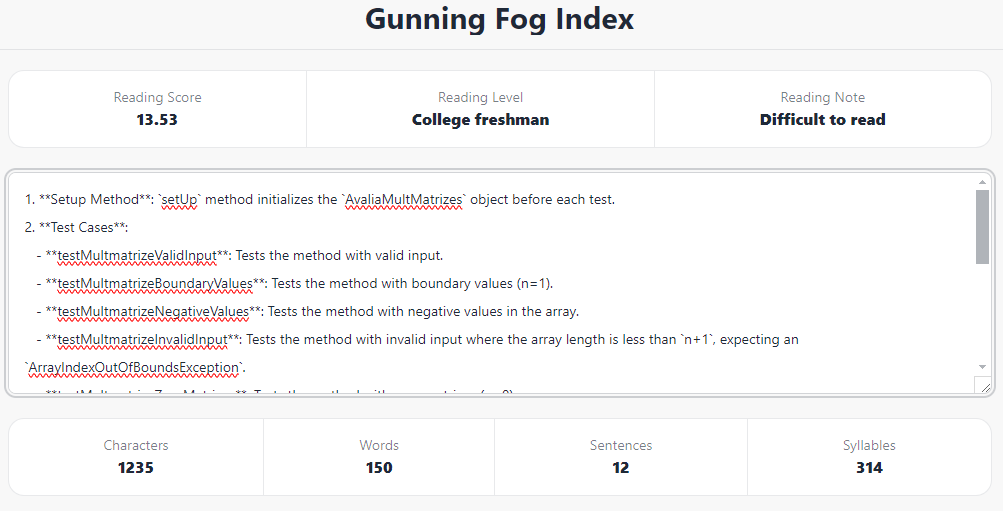 Gunning Fog Index
Reading Score
13.53
Reading Level
College freshman
Reading Note
Difficult to read
1. **Setup Method**: `setUp` method initializes the `AvaliaMultMatrizes` object before each test.
2. **Test Cases**:
- **testMultmatrizeValidInput**: Tests the method with valid input.
- **testMultmatrizeBoundaryValues**: Tests the method with boundary values (n=1).
- **testMultmatrizeNegativeValues**: Tests the method with negative values in the array.
- **testMultmatrizeInvalidInput**: Tests the method with invalid input where the array length is less than `n+1`, expecting an
`ArrayIndexOutOfBoundsException`.
Characters
1235
Words
150
Sentences
12
Syllables
314